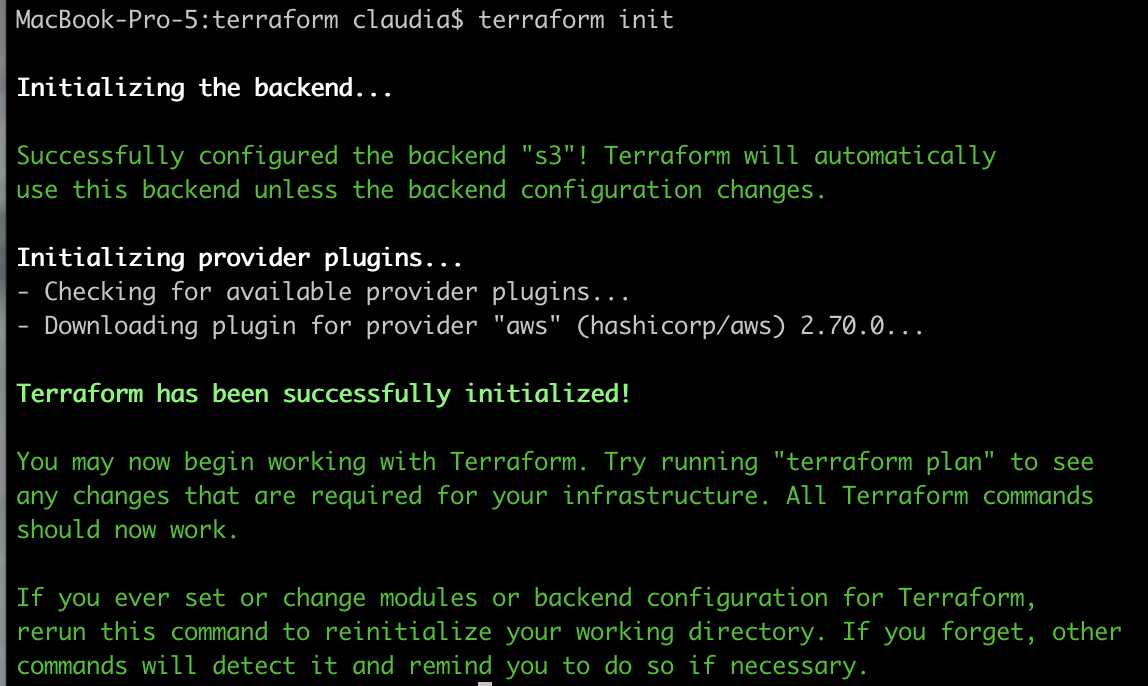 MacBook-Pro-5:terraform claudia$ terraform init
Initializing the backend...
Successfully configured the backend "s3"! Terraform will automatically
use this backend unless the backend configuration changes.
Initializing provider plugins...
- Checking for available provider plugins...
- Downloading plugin for provider "aws" (hashicorp/aws) 2.70.0...
Terraform has been successfully initialized!
You may now begin working with Terraform. Try running "terraform plan" to see
any changes that are required for your infrastructure. All Terraform commands
should now work.
If you ever set or change modules or backend configuration for Terraform,
rerun this command to reinitialize your working directory. If you forget, other
commands will detect it and remind you to do so if necessary.